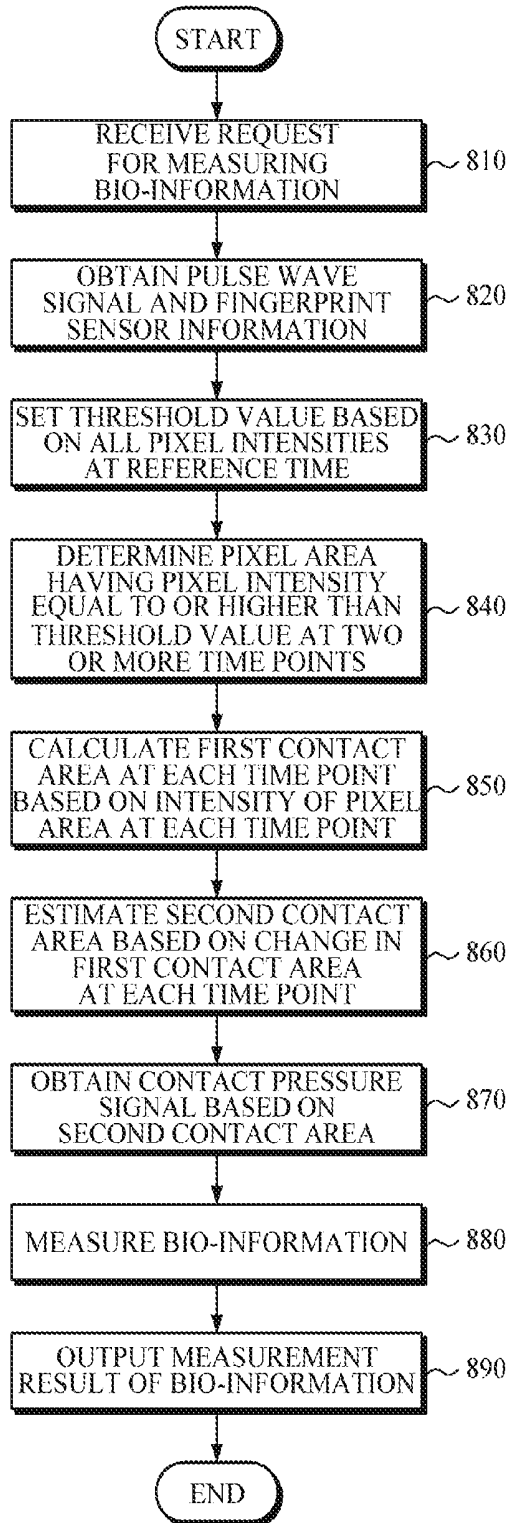 START
RECEIVE REQUEST
FOR MEASURING
BIO-INFORMATION
810
OBTAIN PULSE WAVE
SIGNAL AND FINGERPRINT
SENSOR INFORMATION
820
SET THRESHOLD VALUE BASED
ON ALL PIXEL INTENSITIES
AT REFERENCE TIME
830
DETERMINE PIXEL AREA
HAVING PIXEL INTENSITY
EQUAL TO OR HIGHER THAN
THRESHOLD VALUE AT TWO
OR MORE TIME POINTS
840
CALCULATE FIRST CONTACT
AREA AT EACH TIME POINT
BASED ON INTENSITY OF PIXEL
AREA AT EACH TIME POINT
850
ESTIMATE SECOND CONTACT
AREA BASED ON CHANGE IN
FIRST CONTACT AREA
AT EACH TIME POINT
860
OBTAIN CONTACT PRESSURE
SIGNAL BASED ON
SECOND CONTACT AREA
870
MEASURE BIO-INFORMATION
880
OUTPUT MEASUREMENT
RESULT OF BIO-INFORMATION
890
END